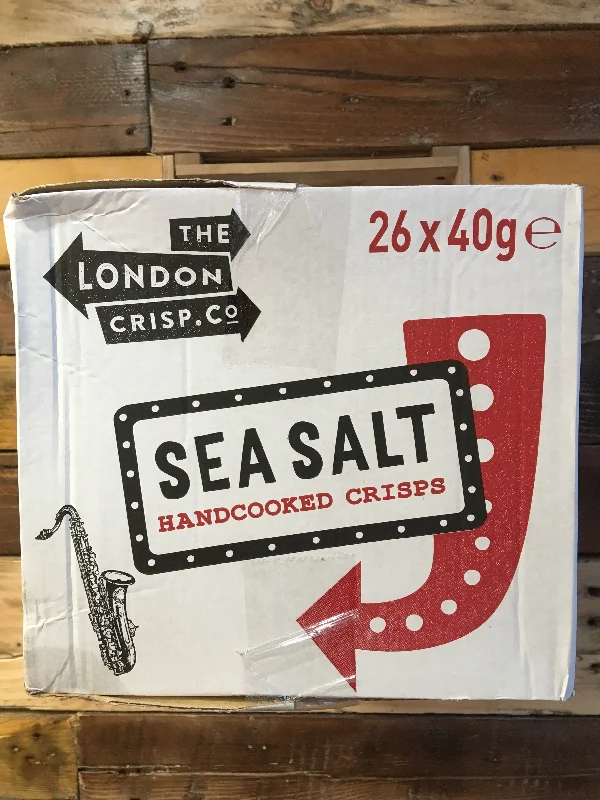 THE
LONDON
CRISP.Co
26 x 40g ℮
SEA SALT
HANDCOOKED CRISPS